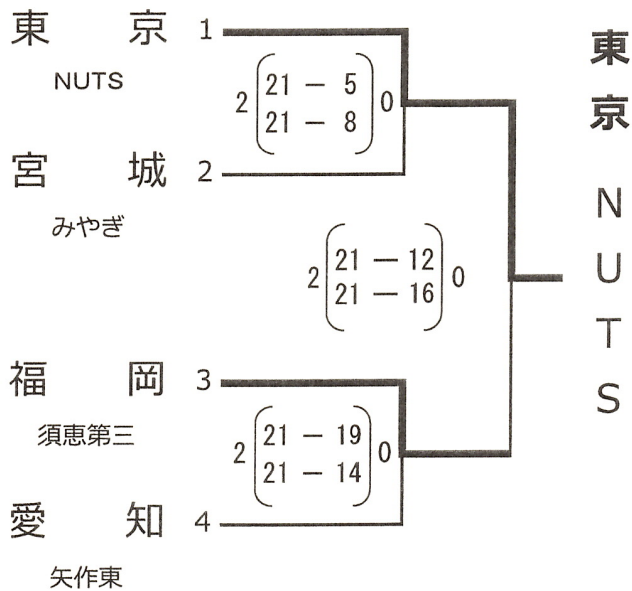 東京 1
NUTS
2 (21 － 5) 0
21 － 8
宮城 2
みやぎ
2 (21 － 12) 0
21 － 16
福岡 3
須恵第三
2 (21 － 19) 0
21 － 14
愛知 4
矢作東
東京 NUTS